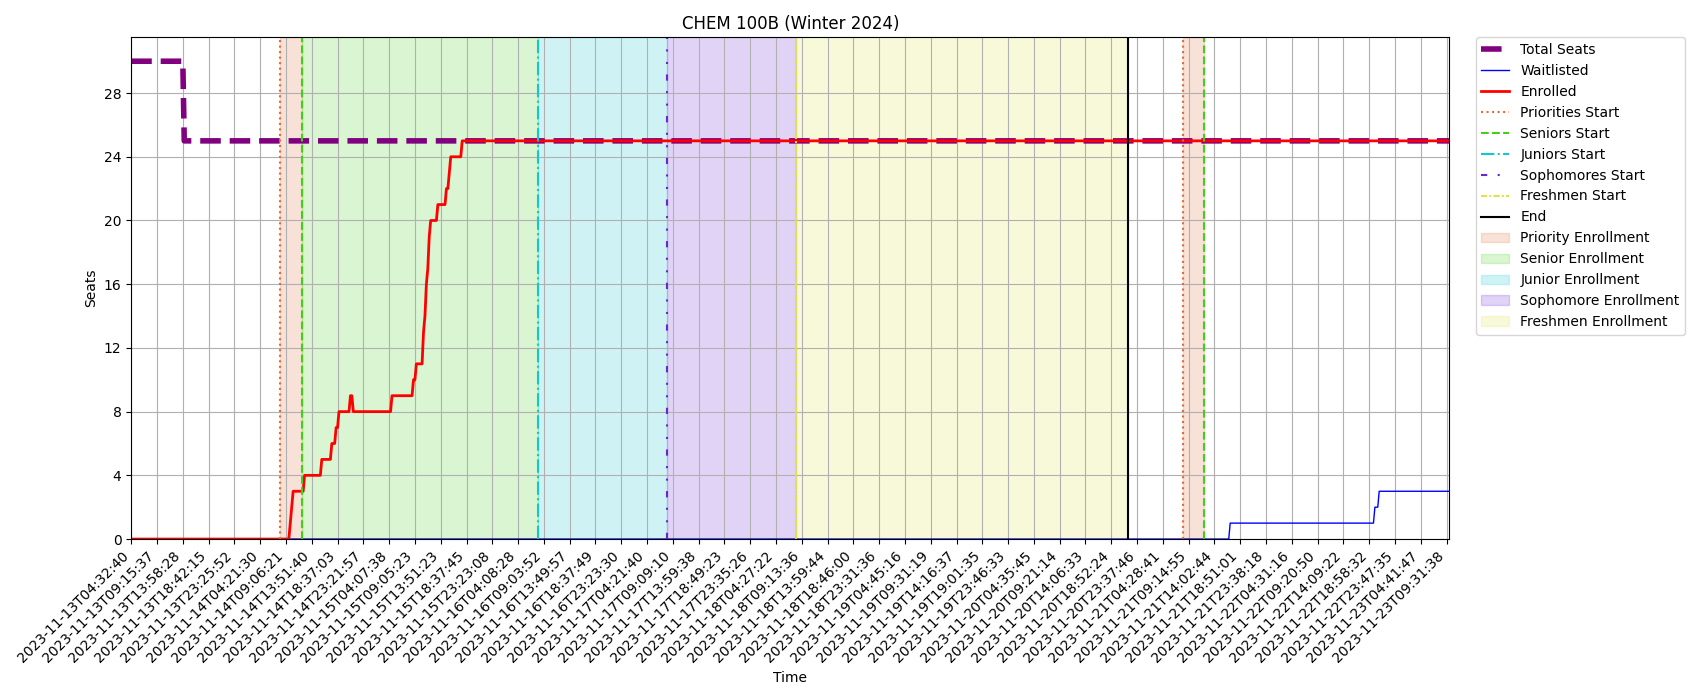 CHEM 100B (Winter 2024)
Total Seats
Waitlisted
Enrolled
Priorities Start
Seniors Start
Juniors Start
Sophomores Start
Freshmen Start
End
Priority Enrollment
Senior Enrollment
Junior Enrollment
Sophomore Enrollment
Freshmen Enrollment
Seats
28
24
20
16
12
8
4
0
2023-11-13T04:32:40
2023-11-13T09:15:37
2023-11-13T13:58:28
2023-11-13T18:42:15
2023-11-13T23:25:52
2023-11-14T04:21:30
2023-11-14T09:06:21
2023-11-14T13:51:40
2023-11-14T18:37:03
2023-11-14T23:21:57
2023-11-15T04:07:38
2023-11-15T09:05:23
2023-11-15T13:51:23
2023-11-15T18:37:45
2023-11-15T23:23:08
2023-11-16T04:08:28
2023-11-16T09:03:52
2023-11-16T13:49:57
2023-11-16T18:37:49
2023-11-16T23:23:30
2023-11-17T04:21:40
2023-11-17T09:09:10
2023-11-17T13:59:38
2023-11-17T18:49:23
2023-11-17T23:35:26
2023-11-18T04:27:22
2023-11-18T09:13:36
2023-11-18T13:59:44
2023-11-18T18:46:00
2023-11-18T23:31:36
2023-11-19T04:45:16
2023-11-19T09:31:19
2023-11-19T14:16:37
2023-11-19T19:01:35
2023-11-19T23:46:33
2023-11-20T04:35:45
2023-11-20T09:21:14
2023-11-20T14:06:33
2023-11-20T18:52:24
2023-11-20T23:37:46
2023-11-21T04:28:41
2023-11-21T09:14:55
2023-11-21T14:02:44
2023-11-21T18:51:01
2023-11-21T23:38:18
2023-11-22T04:31:16
2023-11-22T09:20:50
2023-11-22T14:09:22
2023-11-22T18:58:32
2023-11-22T23:47:35
2023-11-23T04:41:47
2023-11-23T09:31:38
Time